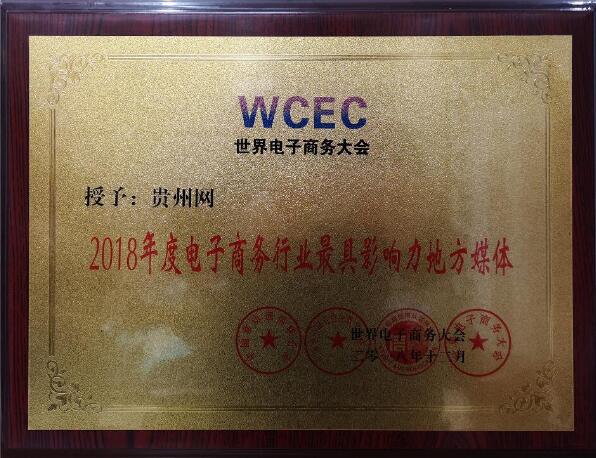 WCEC
世界电子商务大会
授予：贵州网
2018年度电子商务行业最具影响力地方媒体
世界电子商务大会
二零一八年十二月